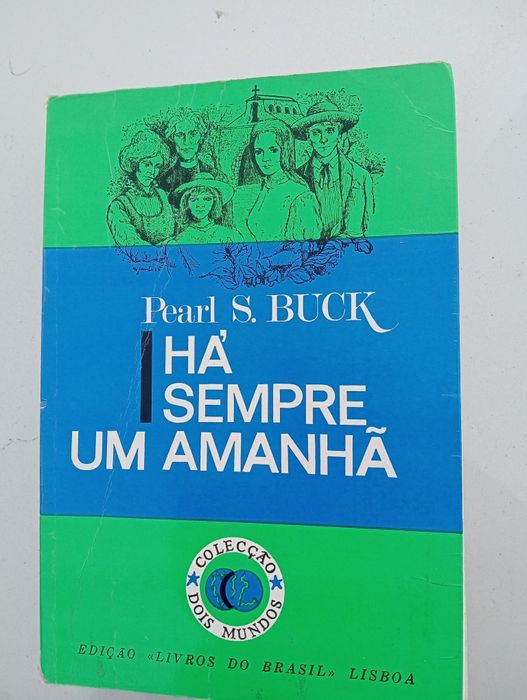 Pearl S. BUCK
HÁ
SEMPRE
UM AMANHÃ
COLECÇÃO
DOIS MUNDOS
EDIÇÃO «LIVROS DO BRASIL» LISBOA